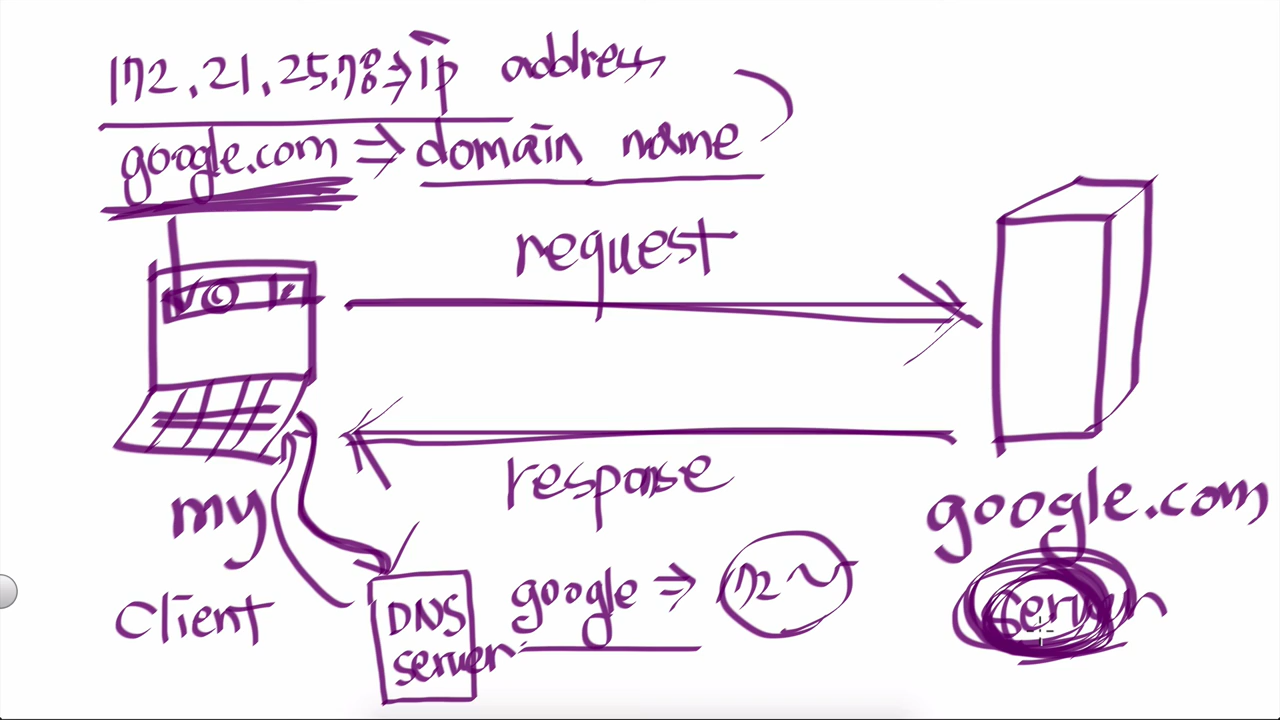 172.21.25.78⇒ip address
google.com ⇒ domain name
request
response
my
google.com
client
DNS
server
google ⇒ 172 ~
server